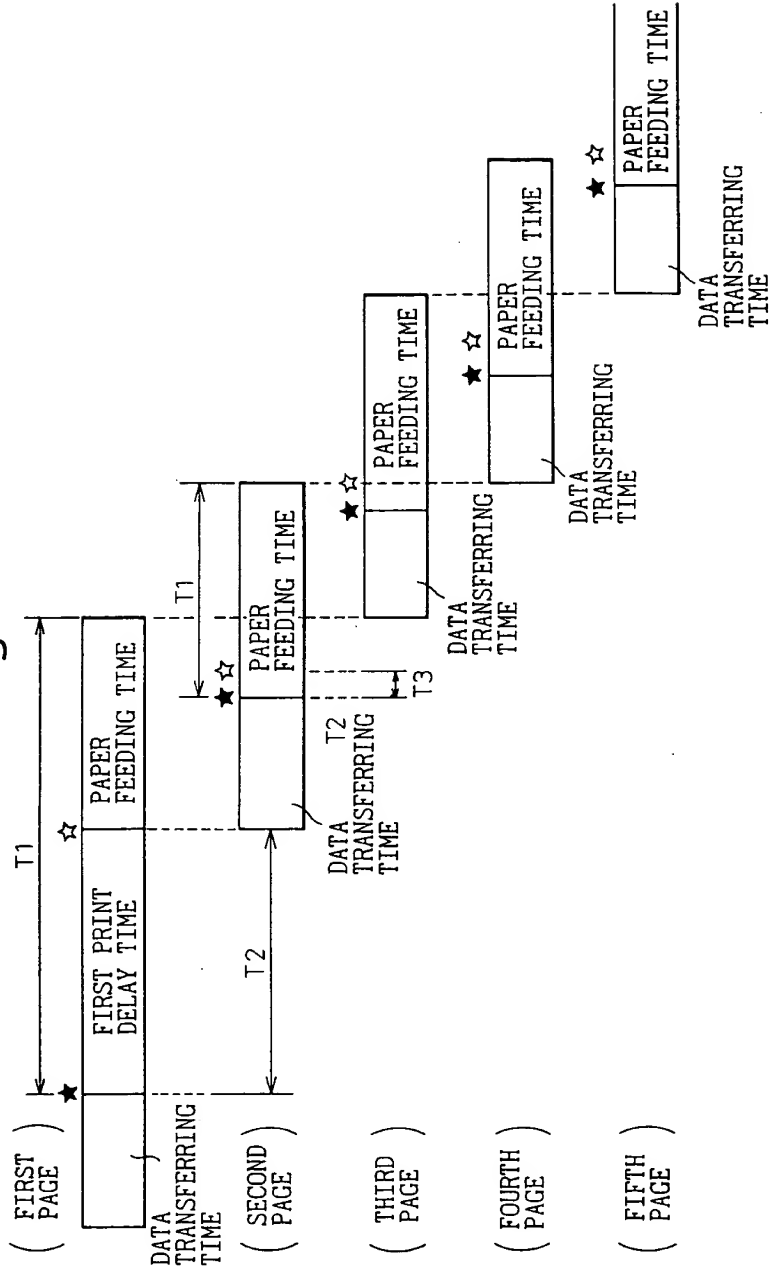 ( FIRST
PAGE )
T1
★
☆
FIRST PRINT
DELAY TIME
PAPER
FEEDING TIME
DATA
TRANSFERRING
TIME
( SECOND
PAGE )
T2
T1
★ ☆
PAPER
FEEDING TIME
T2
T3
DATA
TRANSFERRING
TIME
( THIRD
PAGE )
★ ☆
PAPER
FEEDING TIME
DATA
TRANSFERRING
TIME
( FOURTH
PAGE )
★ ☆
PAPER
FEEDING TIME
DATA
TRANSFERRING
TIME
( FIFTH
PAGE )
★ ☆
PAPER
FEEDING TIME
DATA
TRANSFERRING
TIME